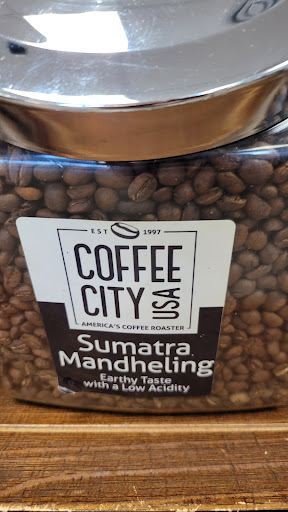 EST 1997
COFFEE
CITY USA
AMERICA'S COFFEE ROASTER
Sumatra
Mandheling
Earthy Taste
with a Low Acidity